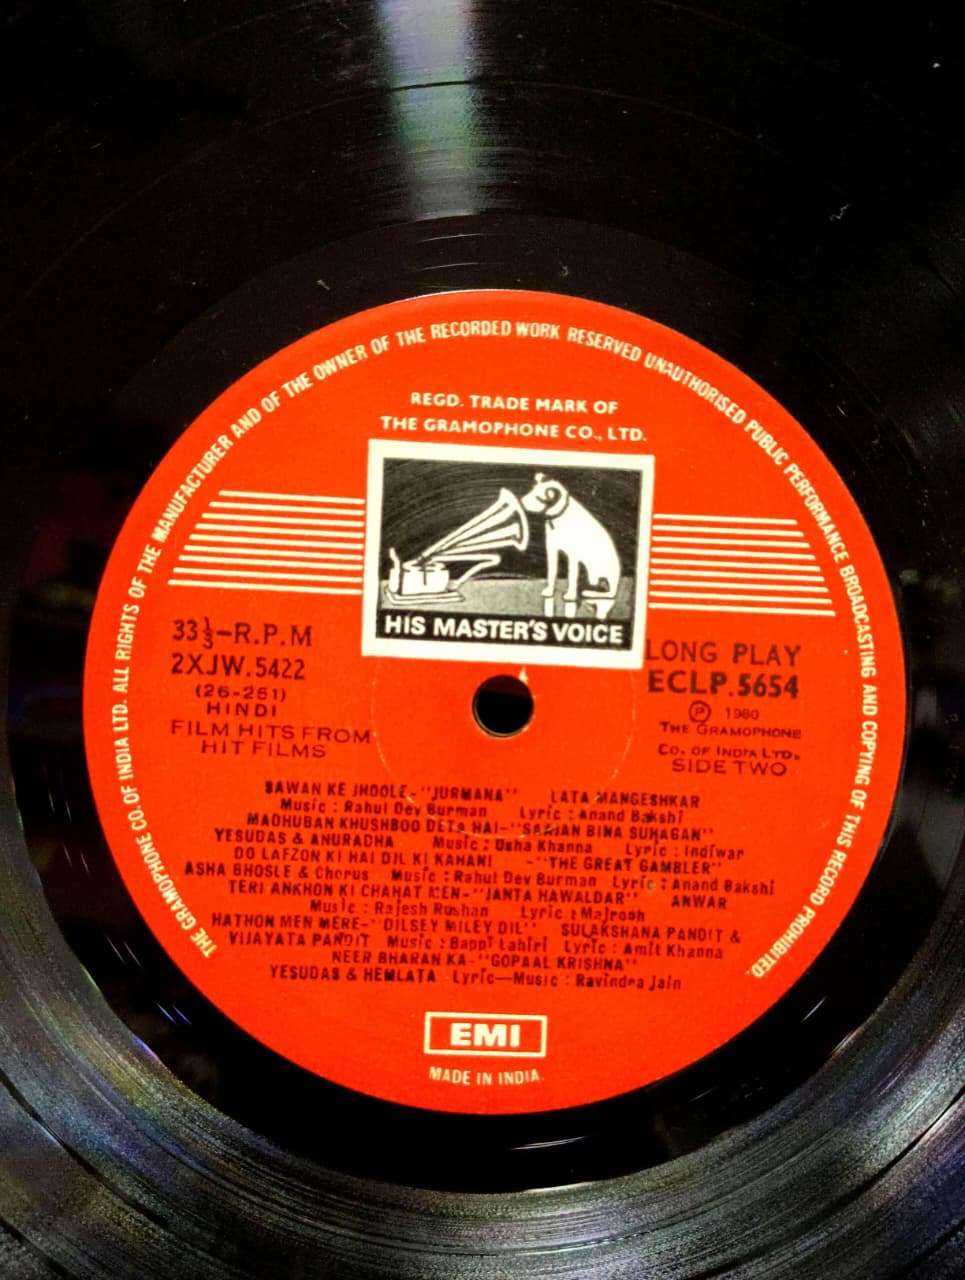 THE GRAMOPHONE CO. OF INDIA LTD. ALL RIGHTS OF THE MANUFACTURER AND OF THE OWNER OF THE RECORDED WORK RESERVED UNAUTHORISED PUBLIC PERFORMANCE BROADCASTING AND COPYING OF THIS RECORD PROHIBITED.
REGD. TRADE MARK OF
THE GRAMOPHONE CO., LTD.
HIS MASTER'S VOICE
33⅓-R.P.M
2XJW.5422
(26-251)
HINDI
FILM HITS FROM
HIT FILMS
LONG PLAY
ECLP.5654
Ⓟ 1980
THE GRAMOPHONE
CO. OF INDIA LTD.
SIDE TWO
SAWAN KE JHOOLE-"JURMANA" LATA MANGESHKAR
Music : Rahul Dev Burman Lyric : Anand Bakshi
MADHUBAN KHUSHBOO DETA HAI-"SAAJAN BINA SUHAGAN"
YESUDAS & ANURADHA Music : Usha Khanna Lyric : Indiwar
DO LAFZON KI HAI DIL KI KAHANI -"THE GREAT GAMBLER"
ASHA BHOSLE & Chorus Music : Rahul Dev Burman Lyric : Anand Bakshi
TERI ANKHON KI CHAHAT MEN-"JANTA HAWALDAR" ANWAR
Music : Rajesh Roshan Lyric : Majrooh
HATHON MEN MERE-"DILSEY MILEY DIL" SULAKSHANA PANDIT &
VIJAYATA PANDIT Music : Bappi Lahiri Lyric : Amit Khanna
NEER BHARAN KA-"GOPAAL KRISHNA"
YESUDAS & HEMLATA Lyric—Music : Ravindra Jain
EMI
MADE IN INDIA.